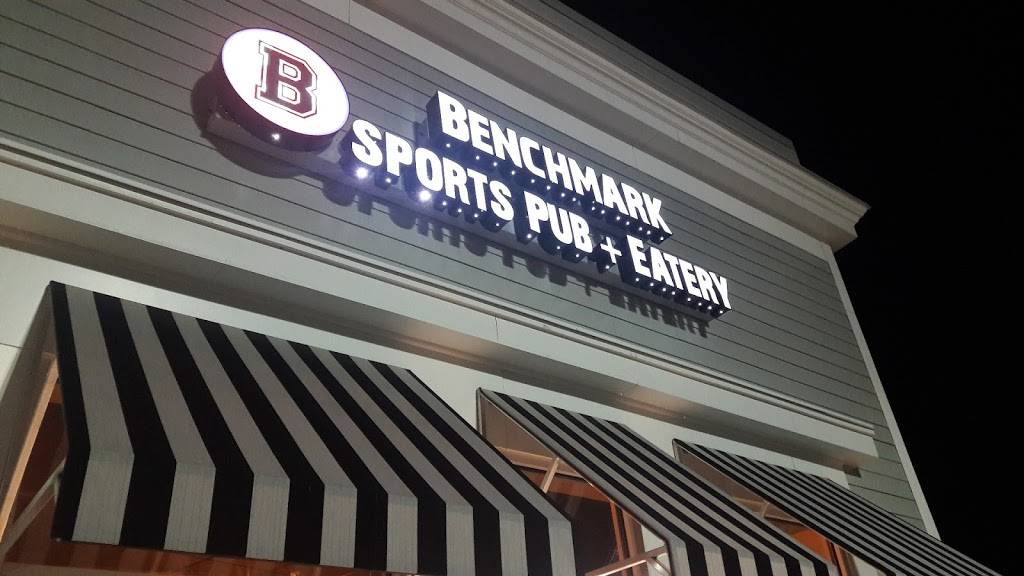 B
BENCHMARK
SPORTS PUB + EATERY